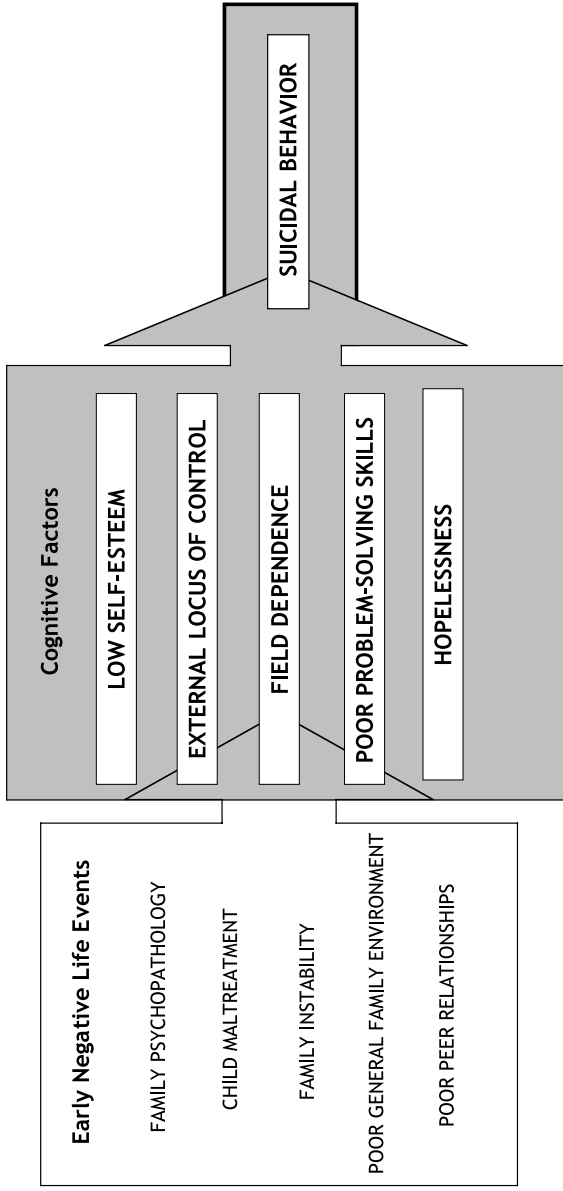 Early Negative Life Events
FAMILY PSYCHOPATHOLOGY
CHILD MALTREATMENT
FAMILY INSTABILITY
POOR GENERAL FAMILY ENVIRONMENT
POOR PEER RELATIONSHIPS
Cognitive Factors
LOW SELF-ESTEEM
EXTERNAL LOCUS OF CONTROL
FIELD DEPENDENCE
POOR PROBLEM-SOLVING SKILLS
HOPELESSNESS
SUICIDAL BEHAVIOR